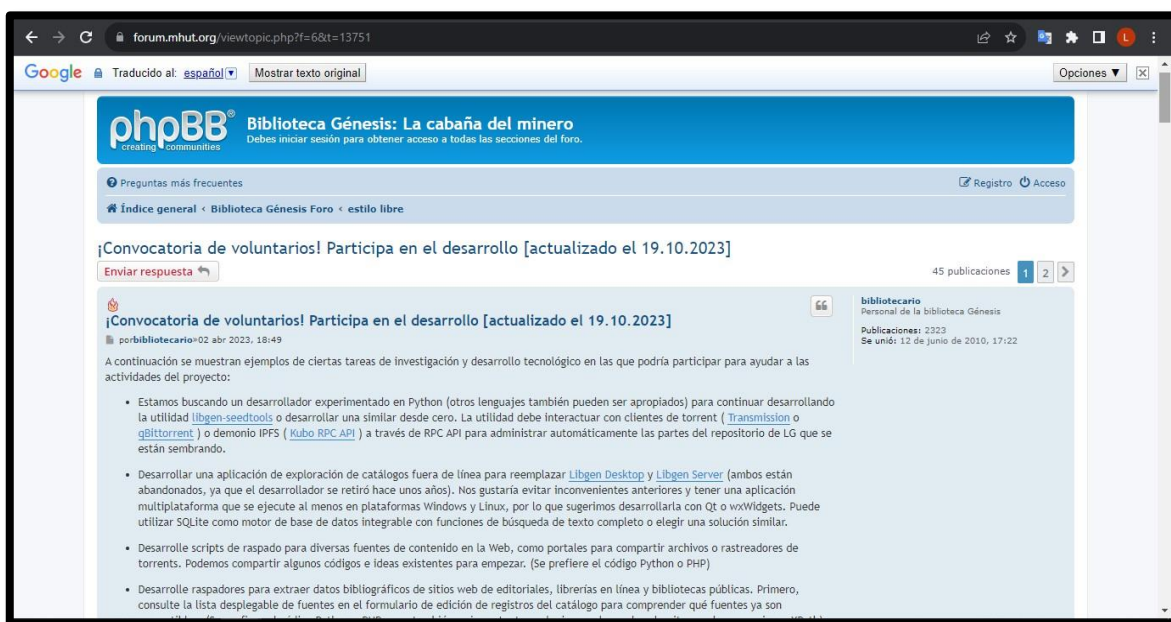 forum.mhut.org/viewtopic.php?f=6&t=13751
L
Google Traducido al: español Mostrar texto original Opciones ▼
phpBB®
creating communities
Biblioteca Génesis: La cabaña del minero
Debes iniciar sesión para obtener acceso a todas las secciones del foro.
Preguntas más frecuentes Registro Acceso
Índice general ‹ Biblioteca Génesis Foro ‹ estilo libre
¡Convocatoria de voluntarios! Participa en el desarrollo [actualizado el 19.10.2023]
Enviar respuesta 45 publicaciones 1 2
¡Convocatoria de voluntarios! Participa en el desarrollo [actualizado el 19.10.2023]
porbibliotecario»02 abr 2023, 18:49
bibliotecario
Personal de la biblioteca Génesis
Publicaciones: 2323
Se unió: 12 de junio de 2010, 17:22
A continuación se muestran ejemplos de ciertas tareas de investigación y desarrollo tecnológico en las que podría participar para ayudar a las
actividades del proyecto:
• Estamos buscando un desarrollador experimentado en Python (otros lenguajes también pueden ser apropiados) para continuar desarrollando
la utilidad libgen-seedtools o desarrollar una similar desde cero. La utilidad debe interactuar con clientes de torrent ( Transmission o
qBittorrent ) o demonio IPFS ( Kubo RPC API ) a través de RPC API para administrar automáticamente las partes del repositorio de LG que se
están sembrando.
• Desarrollar una aplicación de exploración de catálogos fuera de línea para reemplazar Libgen Desktop y Libgen Server (ambos están
abandonados, ya que el desarrollador se retiró hace unos años). Nos gustaría evitar inconvenientes anteriores y tener una aplicación
multiplataforma que se ejecute al menos en plataformas Windows y Linux, por lo que sugerimos desarrollarla con Qt o wxWidgets. Puede
utilizar SQLite como motor de base de datos integrable con funciones de búsqueda de texto completo o elegir una solución similar.
• Desarrolle scripts de raspado para diversas fuentes de contenido en la Web, como portales para compartir archivos o rastreadores de
torrents. Podemos compartir algunos códigos e ideas existentes para empezar. (Se prefiere el código Python o PHP)
• Desarrolle raspadores para extraer datos bibliográficos de sitios web de editoriales, librerías en línea y bibliotecas públicas. Primero,
consulte la lista desplegable de fuentes en el formulario de edición de registros del catálogo para comprender qué fuentes ya son